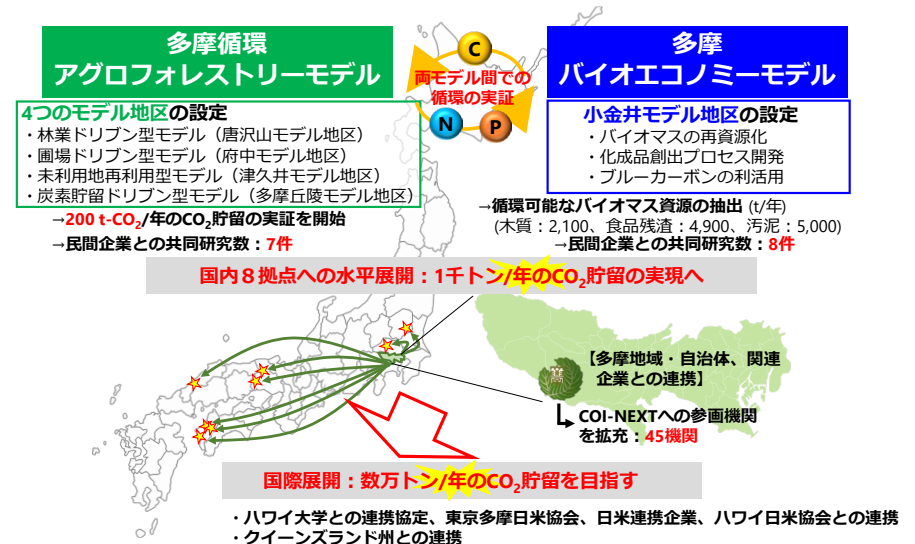 多摩循環
アグロフォレストリーモデル
C
両モデル間での
循環の実証
N
P
多摩
バイオエコノミーモデル
4つのモデル地区の設定
・林業ドリブン型モデル（唐沢山モデル地区）
・圃場ドリブン型モデル（府中モデル地区）
・未利用地再利用型モデル（津久井モデル地区）
・炭素貯留ドリブン型モデル（多摩丘陵モデル地区）
→200 t-CO₂/年のCO₂貯留の実証を開始
→民間企業との共同研究数：7件
小金井モデル地区の設定
・バイオマスの再資源化
・化成品創出プロセス開発
・ブルーカーボンの利活用
→循環可能なバイオマス資源の抽出 (t/年)
(木質：2,100、食品残渣：4,900、汚泥：5,000)
→民間企業との共同研究数：8件
国内８拠点への水平展開：1千トン/年のCO₂貯留の実現へ
【多摩地域・自治体、関連
企業との連携】
COI-NEXTへの参画機関
を拡充：45機関
国際展開：数万トン/年のCO₂貯留を目指す
・ハワイ大学との連携協定、東京多摩日米協会、日米連携企業、ハワイ日米協会との連携
・クイーンズランド州との連携